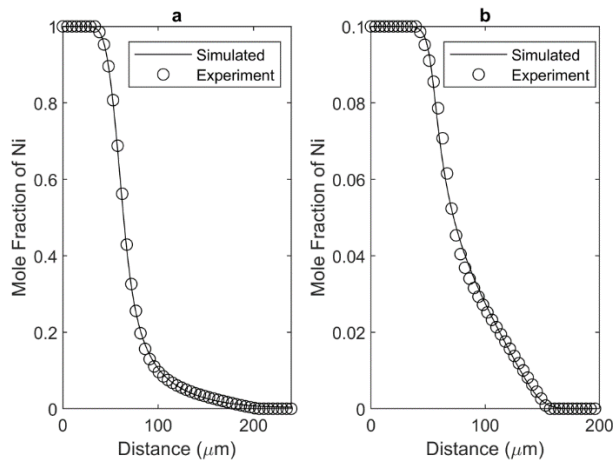 a
Simulated
Experiment
Mole Fraction of Ni
1
0.8
0.6
0.4
0.2
0
0
100
200
Distance (μm)
b
Simulated
Experiment
Mole Fraction of Ni
0.1
0.08
0.06
0.04
0.02
0
0
100
200
Distance (μm)